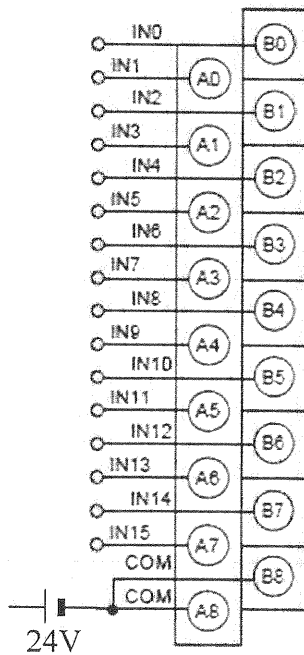 IN0 B0
IN1 A0
IN2 B1
IN3 A1
IN4 B2
IN5 A2
IN6 B3
IN7 A3
IN8 B4
IN9 A4
IN10 B5
IN11 A5
IN12 B6
IN13 A6
IN14 B7
IN15 A7
COM B8
COM A8
24V